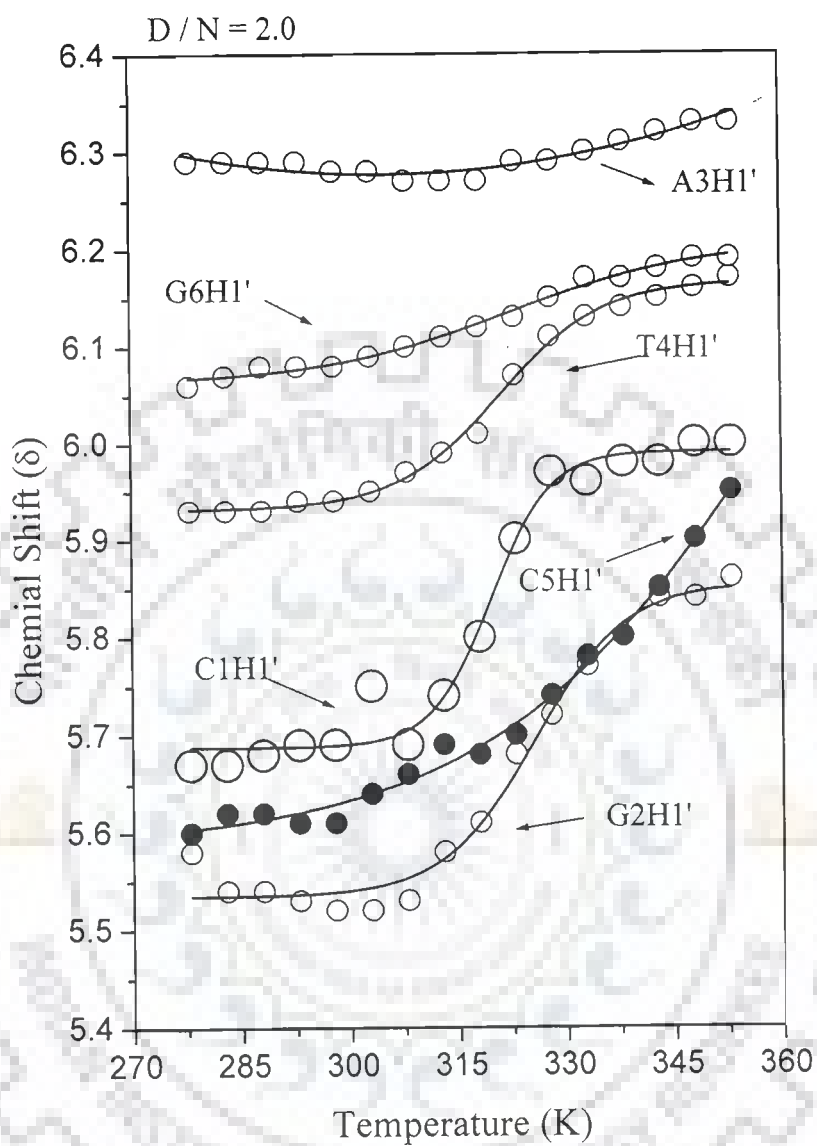 D / N = 2.0
6.4
6.3
6.2
6.1
6.0
5.9
5.8
5.7
5.6
5.5
5.4
A3H1'
G6H1'
T4H1'
C5H1'
C1H1'
G2H1'
270
285
300
315
330
345
360
Chemial Shift (δ)
Temperature (K)